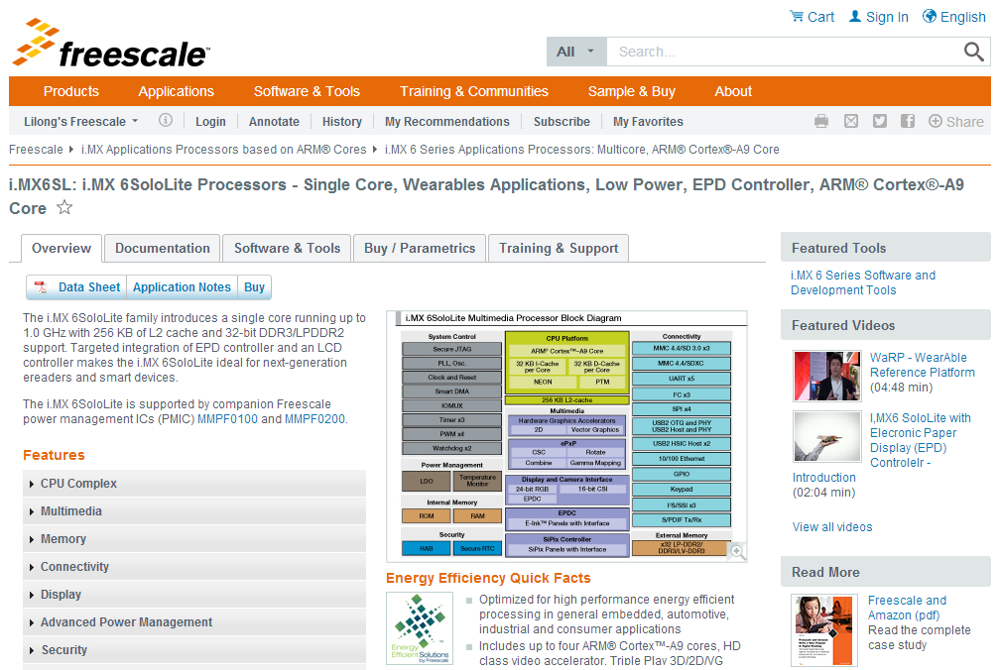 Cart Sign In English
freescale™
All Search...
Products Applications Software & Tools Training & Communities Sample & Buy About
Lilong's Freescale Login Annotate History My Recommendations Subscribe My Favorites Share
Freescale i.MX Applications Processors based on ARM® Cores i.MX 6 Series Applications Processors: Multicore, ARM® Cortex®-A9 Core
i.MX6SL: i.MX 6SoloLite Processors - Single Core, Wearables Applications, Low Power, EPD Controller, ARM® Cortex®-A9
Core
Overview Documentation Software & Tools Buy / Parametrics Training & Support
Data Sheet Application Notes Buy
The i.MX 6SoloLite family introduces a single core running up to
1.0 GHz with 256 KB of L2 cache and 32-bit DDR3/LPDDR2
support. Targeted integration of EPD controller and an LCD
controller makes the i.MX 6SoloLite ideal for next-generation
ereaders and smart devices.
The i.MX 6SoloLite is supported by companion Freescale
power management ICs (PMIC) MMPF0100 and MMPF0200.
Features
CPU Complex
Multimedia
Memory
Connectivity
Display
Advanced Power Management
Security
i.MX 6SoloLite Multimedia Processor Block Diagram
System Control
Secure JTAG
PLL, Osc.
Clock and Reset
Smart DMA
IOMUX
Timer x3
PWM x4
Watchdog x2
Power Management
LDO
Temperature
Monitor
Internal Memory
ROM RAM
Security
HAB Secure RTC
CPU Platform
ARM® Cortex™-A9 Core
32 KB I-Cache
per Core
32 KB D-Cache
per Core
NEON PTM
256 KB L2-cache
Multimedia
Hardware Graphics Accelerators
2D Vector Graphics
ePxP
CSC Rotate
Combine Gamma Mapping
Display and Camera Interface
24-bit RGB 16-bit CSI
EPDC
EPDC
E-Ink™ Panels with Interface
SiPix Controller
SiPix Panels with Interface
Connectivity
MMC 4.4/SD 3.0 x3
MMC 4.4/SDXC
UART x5
I²C x3
SPI x4
USB2 OTG and PHY
USB2 Host and PHY
USB2 HSIC Host x2
10/100 Ethernet
GPIO
Keypad
I²S/SSI x3
S/PDIF Tx/Rx
External Memory
x32 LP-DDR2/
DDR3/LV-DDR3
Energy Efficiency Quick Facts
Energy
Efficient Solutions
by Freescale
Optimized for high performance energy efficient
processing in general embedded, automotive,
industrial and consumer applications
Includes up to four ARM® Cortex™-A9 cores, HD
class video accelerator. Triple Play 3D/2D/VG
Featured Tools
i.MX 6 Series Software and
Development Tools
Featured Videos
WaRP - WearAble
Reference Platform
(04:48 min)
I,MX6 SoloLite with
Elecronic Paper
Display (EPD)
Controlelr -
Introduction
(02:04 min)
View all videos
Read More
Freescale and
Amazon (pdf)
Read the complete
case study